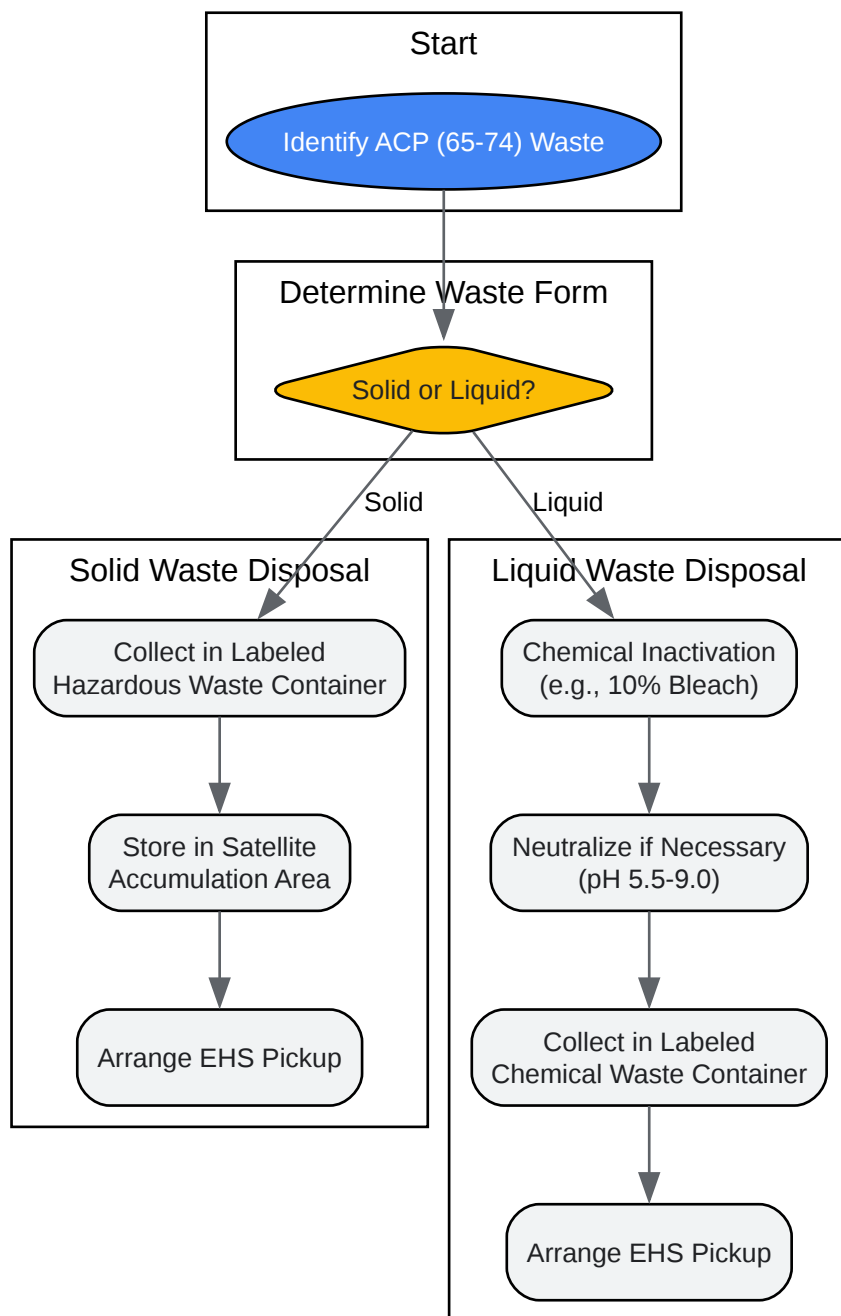 Start
Identify ACP (65-74) Waste
Determine Waste Form
Solid or Liquid?
Solid
Liquid
Solid Waste Disposal
Collect in Labeled
Hazardous Waste Container
Store in Satellite
Accumulation Area
Arrange EHS Pickup
Liquid Waste Disposal
Chemical Inactivation
(e.g., 10% Bleach)
Neutralize if Necessary
(pH 5.5-9.0)
Collect in Labeled
Chemical Waste Container
Arrange EHS Pickup